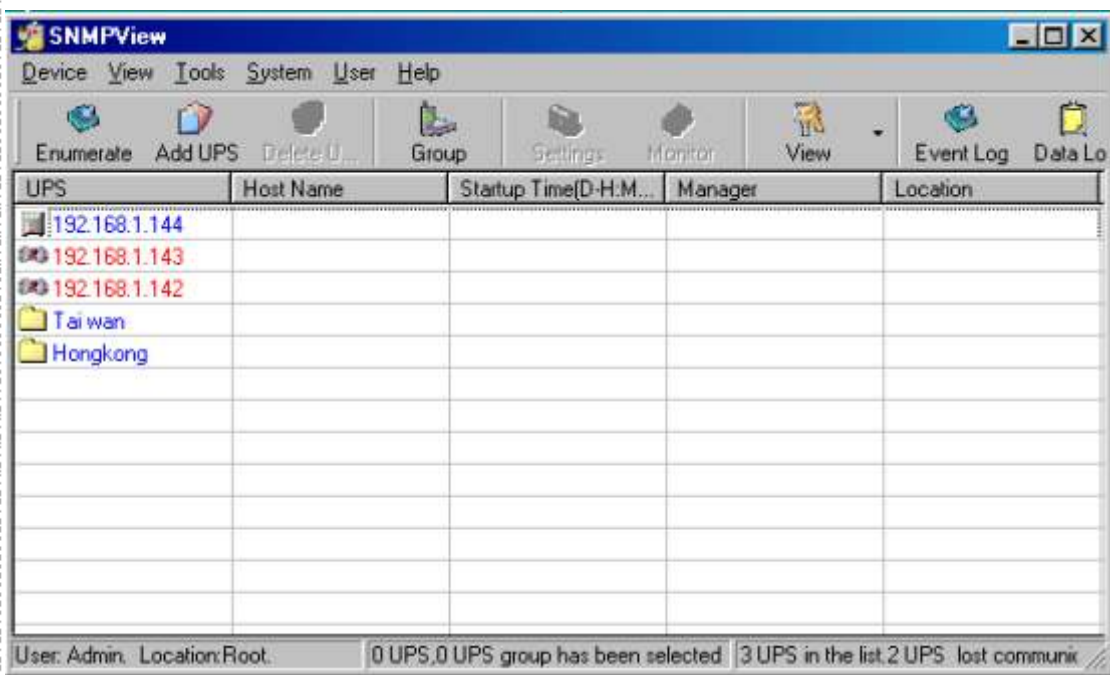 SNMPView
Device View Tools System User Help
Enumerate Add UPS Delete U... Group Settings Monitor View Event Log Data Lo
UPS Host Name Startup Time(D-H:M... Manager Location
192.168.1.144
192.168.1.143
192.168.1.142
Tai wan
Hongkong
User: Admin. Location:Root. 0 UPS,0 UPS group has been selected 3 UPS in the list,2 UPS lost communic